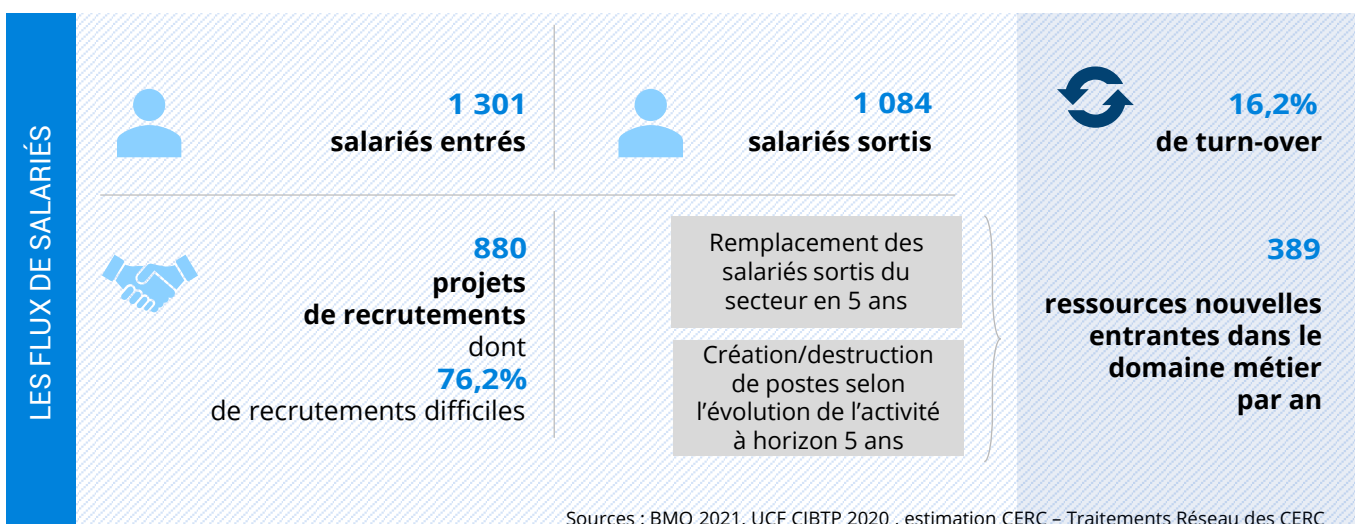 LES FLUX DE SALARIÉS
1 301
salariés entrés
1 084
salariés sortis
16,2%
de turn-over
880
projets
de recrutements
dont
76,2%
de recrutements difficiles
Remplacement des
salariés sortis du
secteur en 5 ans
Création/destruction
de postes selon
l’évolution de l’activité
à horizon 5 ans
389
ressources nouvelles
entrantes dans le
domaine métier
par an
Sources : BMO 2021, UCF CIBTP 2020 , estimation CERC – Traitements Réseau des CERC